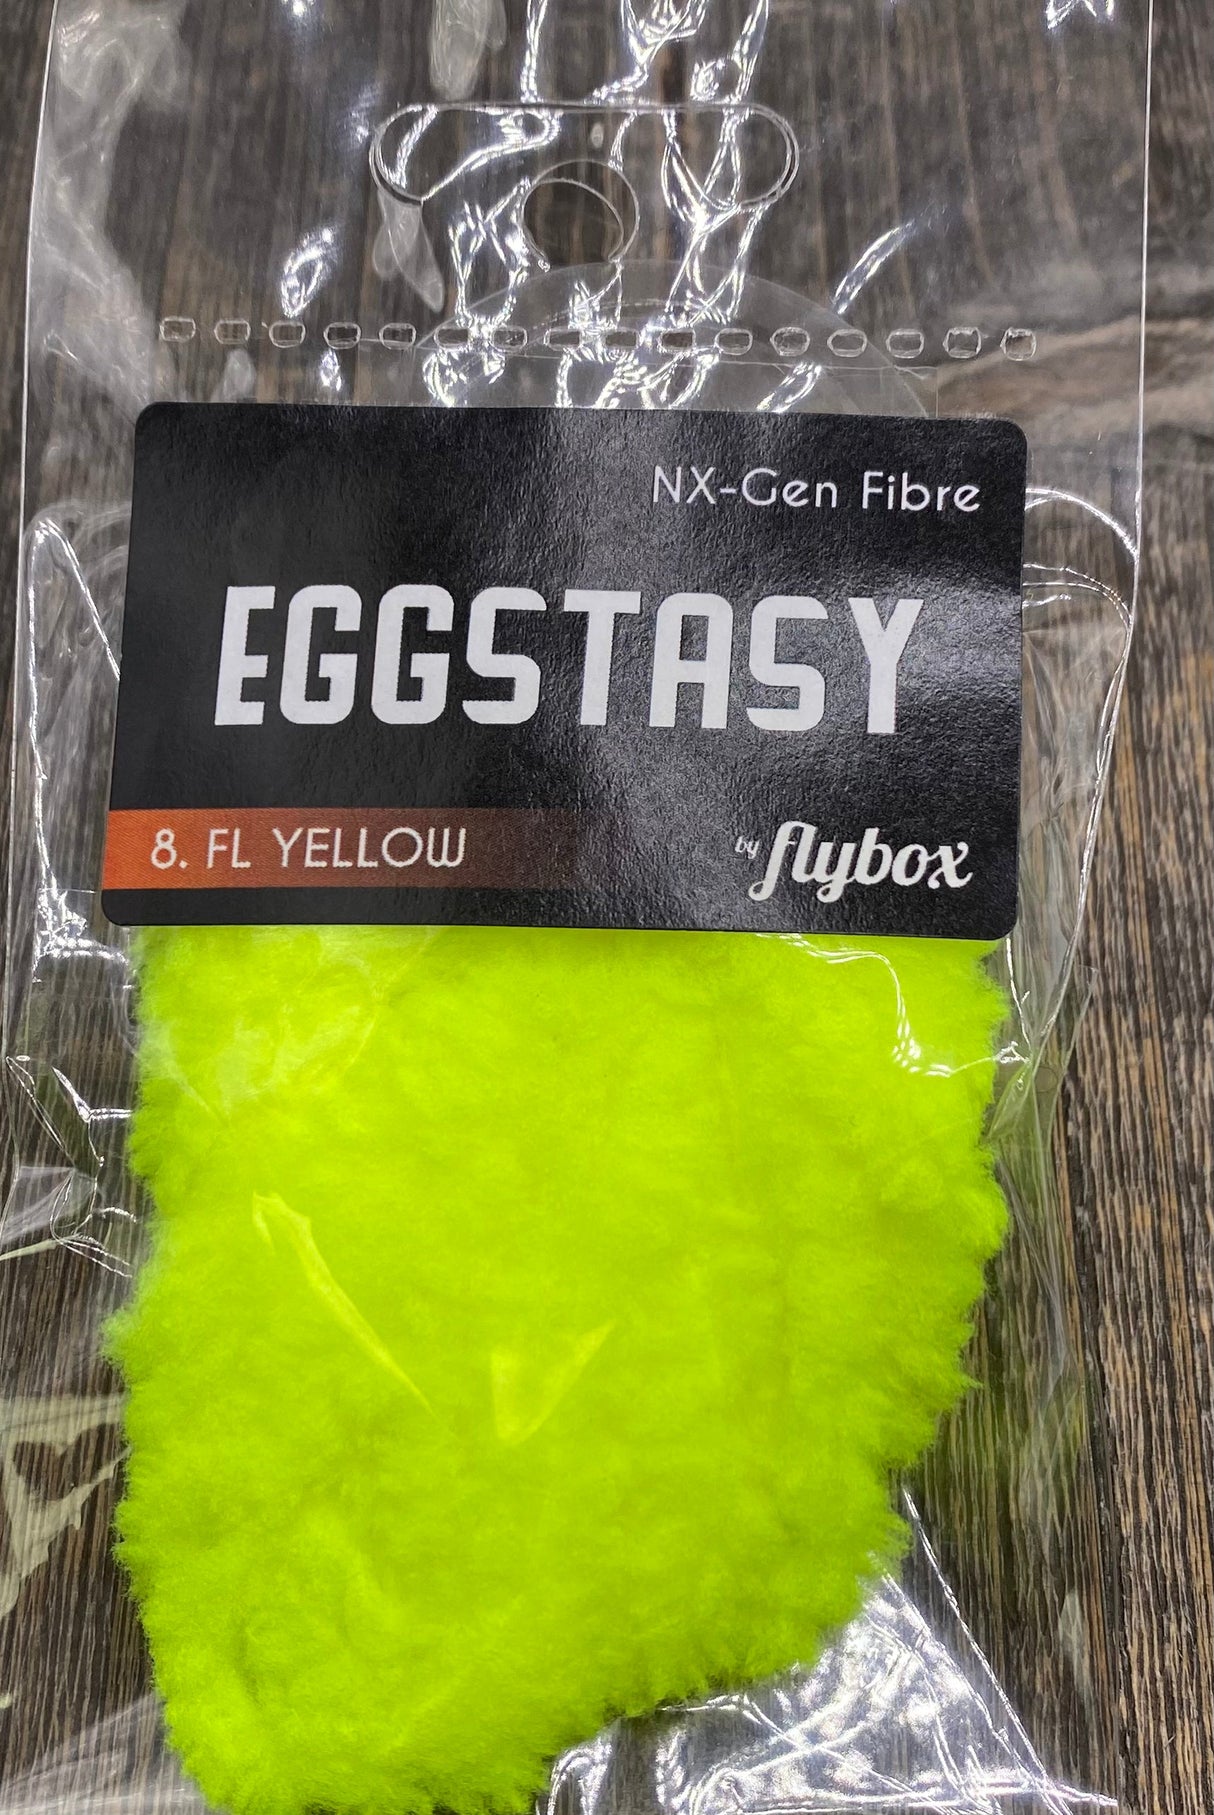 NX-Gen Fibre
EGGSTASY
8. FL YELLOW
by flybox